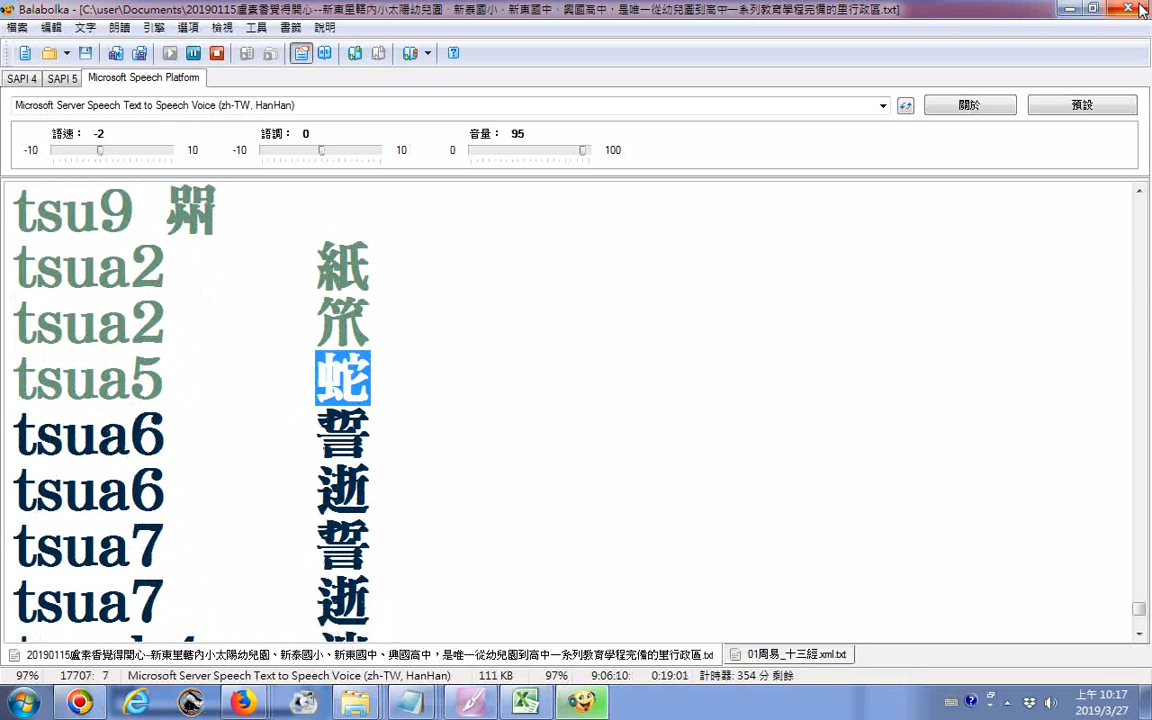 Balabolka - [C:\user\Documents\20190115盧素香覺得開心--新東里轄內小太陽幼兒園、新泰國小、新東國中、興國高中，是唯一從幼兒園到高中一系列教育學程完備的里行政區.txt]
檔案 編輯 文字 朗讀 引擎 選項 檢視 工具 書籤 說明
SAPI 4 SAPI 5 Microsoft Speech Platform
Microsoft Server Speech Text to Speech Voice (zh-TW, HanHan) 關於 預設
語速： -2 語調： 0 音量： 95
-10 10 -10 10 0 100
tsu9
tsua2 紙
tsua2 笊
tsua5 蛇
tsua6 誓
tsua6 逝
tsua7 誓
tsua7 逝
20190115盧素香覺得開心--新東里轄內小太陽幼兒園、新泰國小、新東國中、興國高中，是唯一從幼兒園到高中一系列教育學程完備的里行政區.txt 01周易_十三經.xml.txt
97% 17707: 7 Microsoft Server Speech Text to Speech Voice (zh-TW, HanHan) 111 KB 97% 9:06:10: 0:19:01 計時器: 354 分 剩餘
上午 10:17
2019/3/27